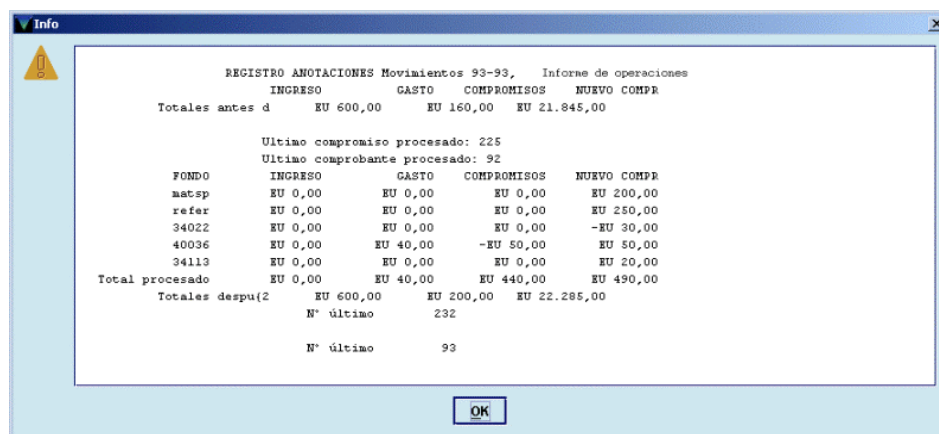 Info
REGISTRO ANOTACIONES Movimientos 93-93, Informe de operaciones
INGRESO GASTO COMPROMISOS NUEVO COMPR
Totales antes d EU 600,00 EU 160,00 EU 21.845,00
Ultimo compromiso procesado: 225
Ultimo comprobante procesado: 92
FONDO INGRESO GASTO COMPROMISOS NUEVO COMPR
matsp EU 0,00 EU 0,00 EU 0,00 EU 200,00
refer EU 0,00 EU 0,00 EU 0,00 EU 250,00
34022 EU 0,00 EU 0,00 EU 0,00 -EU 30,00
40036 EU 0,00 EU 40,00 -EU 50,00 EU 50,00
34113 EU 0,00 EU 0,00 EU 0,00 EU 20,00
Total procesado EU 0,00 EU 40,00 EU 440,00 EU 490,00
Totales despu{2 EU 600,00 EU 200,00 EU 22.285,00
N° último 232
N° último 93
OK